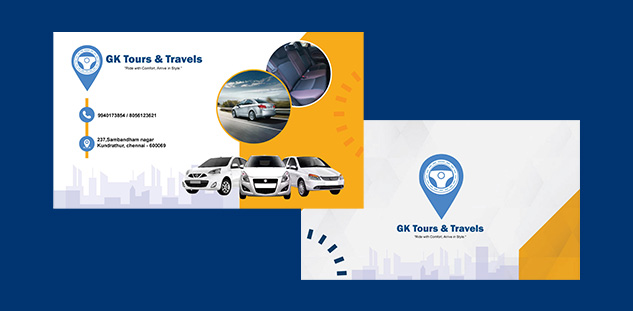 GK Tours & Travels
"Ride with Comfort, Arrive in Style."
9940173854 / 8056123621
237,Sambandham nagar
Kundrathur, chennai - 600069
GK Tours & Travels
"Ride with Comfort, Arrive in Style."